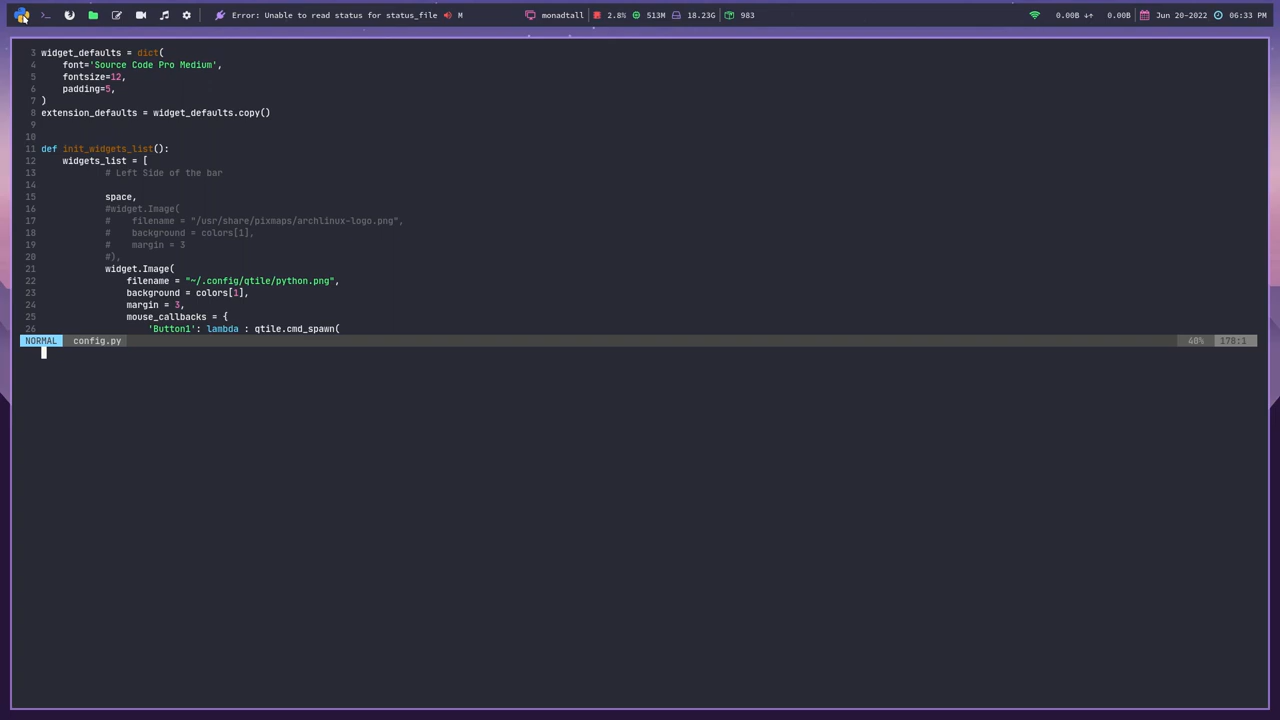 >_ Error: Unable to read status for status_file M monadtall 2.8% 513M 18.23G 983 0.00B ↓↑ 0.00B Jun 20-2022 06:33 PM
3 widget_defaults = dict(
4 font='Source Code Pro Medium',
5 fontsize=12,
6 padding=5,
7 )
8 extension_defaults = widget_defaults.copy()
9
10
11 def init_widgets_list():
12 widgets_list = [
13 # Left Side of the bar
14
15 space,
16 #widget.Image(
17 # filename = "/usr/share/pixmaps/archlinux-logo.png",
18 # background = colors[1],
19 # margin = 3
20 #),
21 widget.Image(
22 filename = "~/.config/qtile/python.png",
23 background = colors[1],
24 margin = 3,
25 mouse_callbacks = {
26 'Button1': lambda : qtile.cmd_spawn(
NORMAL config.py 40% 178:1